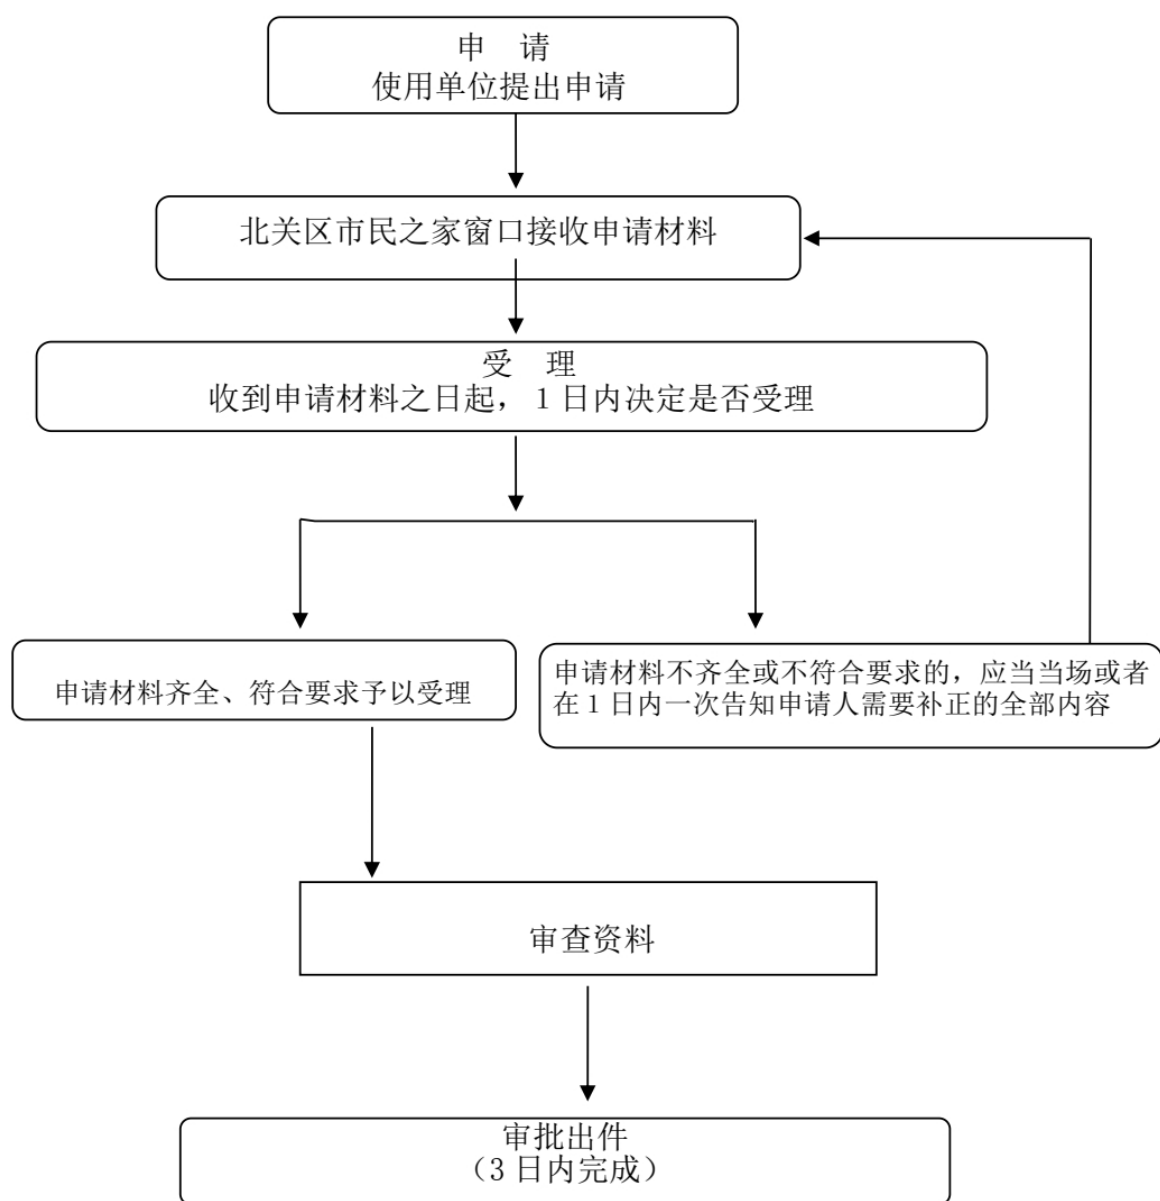 申　请
使用单位提出申请
北关区市民之家窗口接收申请材料
受　理
收到申请材料之日起，1日内决定是否受理
申请材料齐全、符合要求予以受理
申请材料不齐全或不符合要求的，应当当场或者
在1日内一次告知申请人需要补正的全部内容
审查资料
审批出件
（3日内完成）